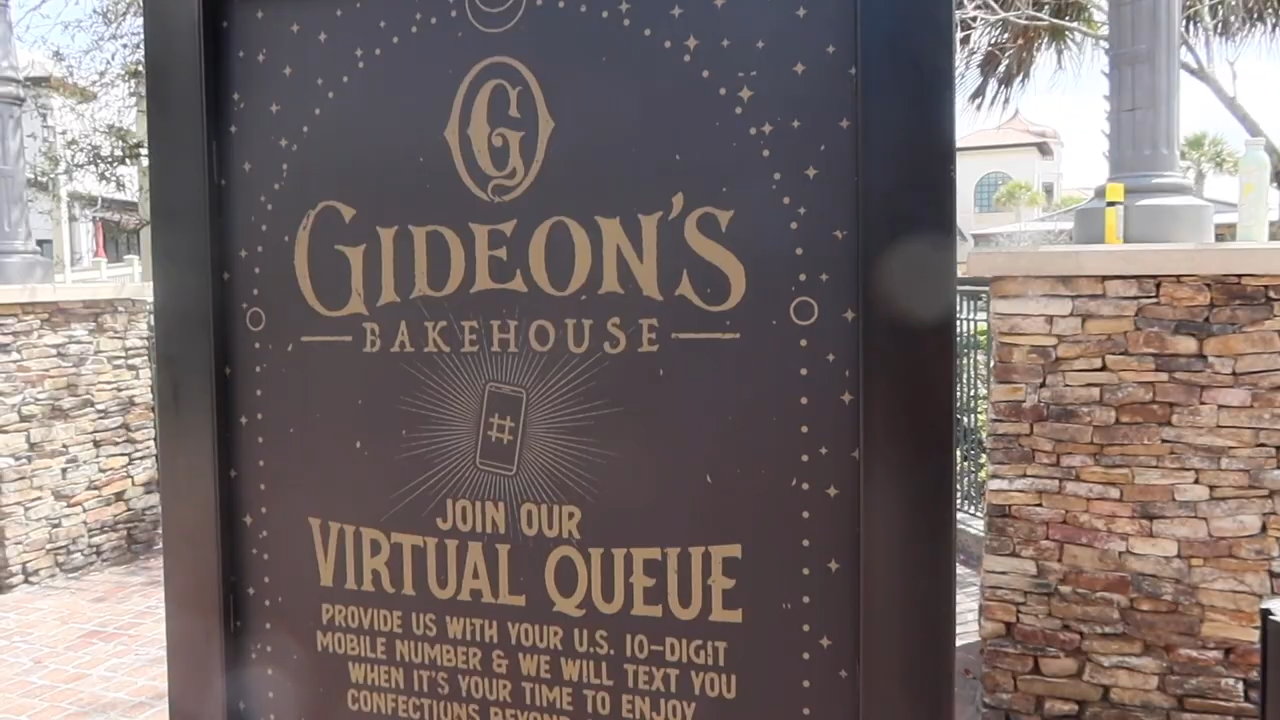 G
GIDEON'S
BAKEHOUSE
#
JOIN OUR
VIRTUAL QUEUE
PROVIDE US WITH YOUR U.S. 10-DIGIT
MOBILE NUMBER & WE WILL TEXT YOU
WHEN IT'S YOUR TIME TO ENJOY
CONFECTIONS BEYOND